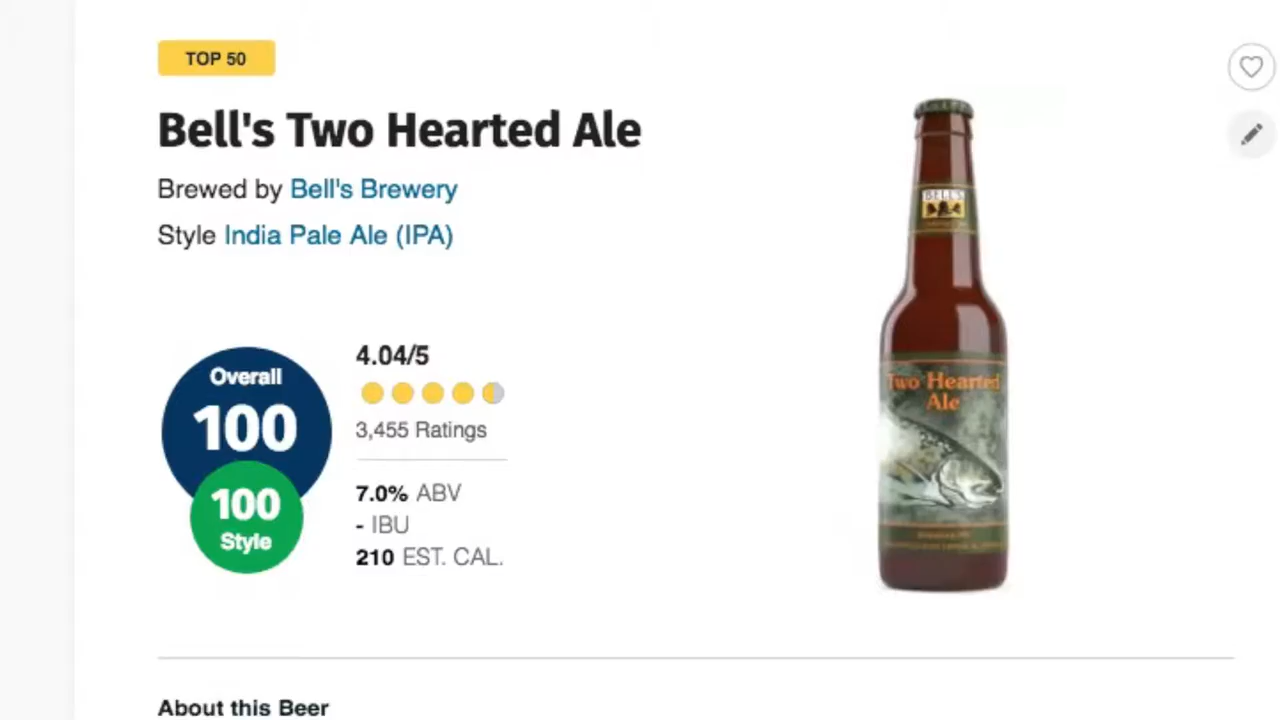 TOP 50
Bell's Two Hearted Ale
Brewed by Bell's Brewery
Style India Pale Ale (IPA)
Overall
100
100
Style
4.04/5
3,455 Ratings
7.0% ABV
- IBU
210 EST. CAL.
BELL'S
Two Hearted
Ale
About this Beer